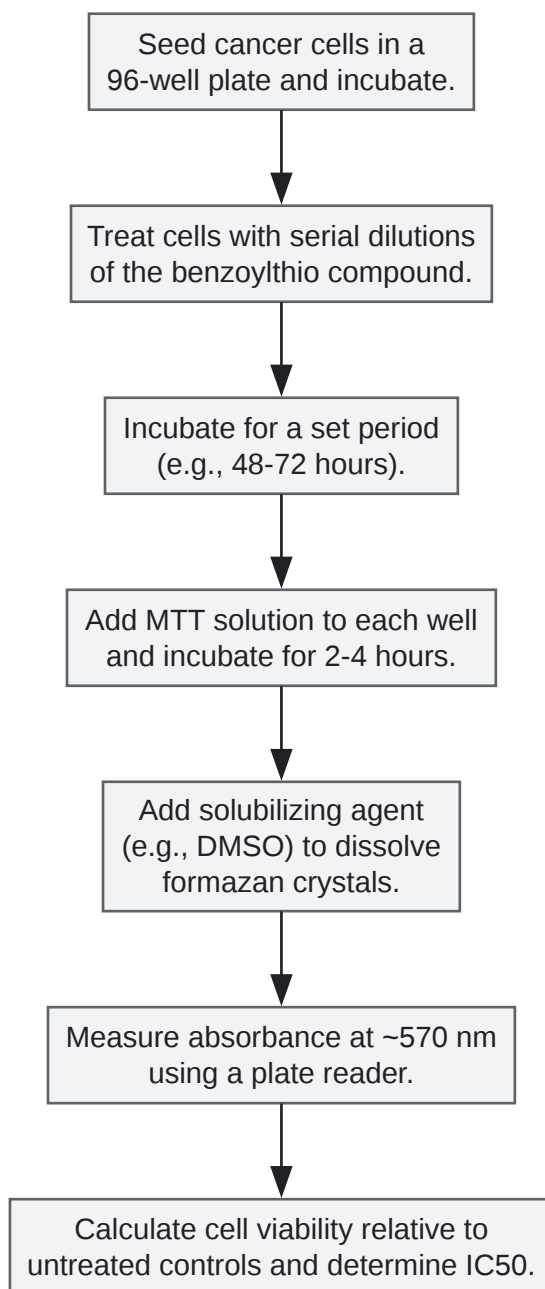 Seed cancer cells in a
96-well plate and incubate.
Treat cells with serial dilutions
of the benzoylthio compound.
Incubate for a set period
(e.g., 48-72 hours).
Add MTT solution to each well
and incubate for 2-4 hours.
Add solubilizing agent
(e.g., DMSO) to dissolve
formazan crystals.
Measure absorbance at ~570 nm
using a plate reader.
Calculate cell viability relative to
untreated controls and determine IC50.